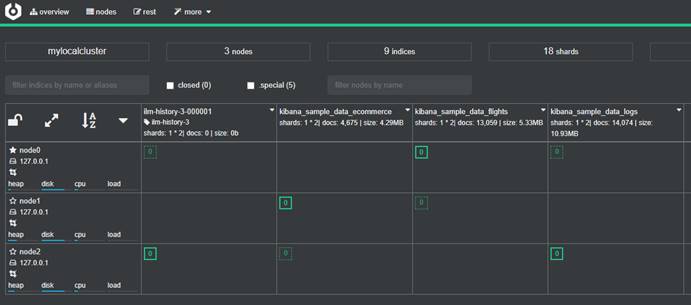 overview nodes rest more
mylocalcluster 3 nodes 9 indices 18 shards
filter indices by name or aliases closed (0) .special (5) filter nodes by name
ilm-history-3-000001 kibana_sample_data_ecommerce kibana_sample_data_flights kibana_sample_data_logs
ilm-history-3 shards: 1 * 2| docs: 4,675 | size: 4.29MB shards: 1 * 2| docs: 13,059 | size: 5.33MB shards: 1 * 2| docs: 14,074 | size:
shards: 1 * 2| docs: 0 | size: 0b 10.93MB
node0 0 0 0
127.0.0.1
heap disk cpu load
node1 0 0
127.0.0.1
heap disk cpu load
node2 0 0 0
127.0.0.1
heap disk cpu load